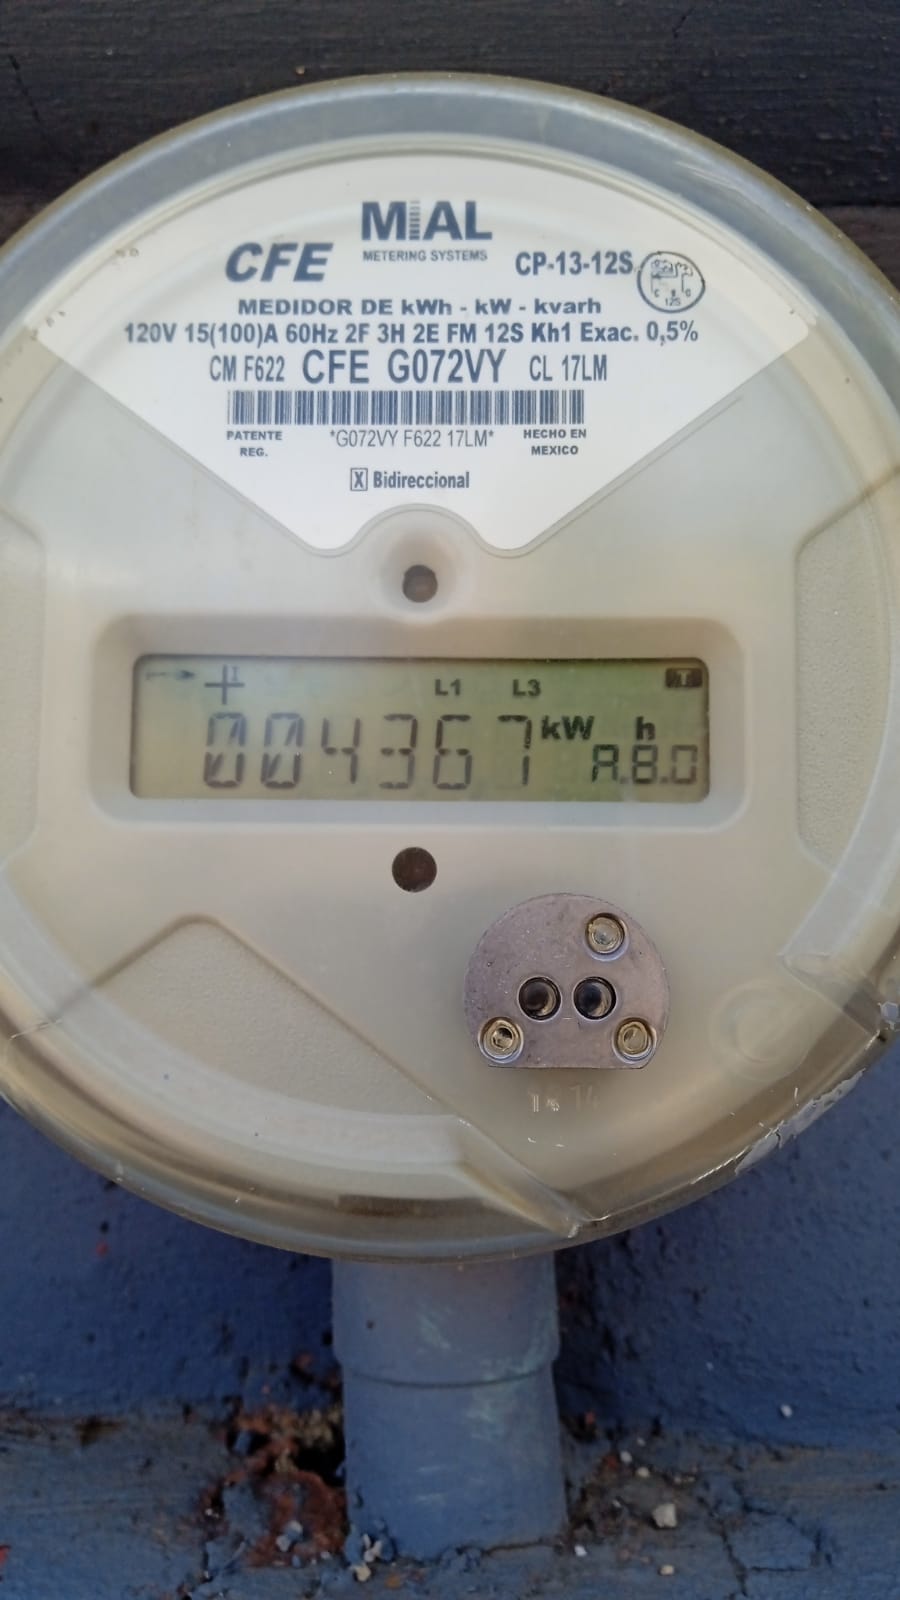 MIAL
METERING SYSTEMS
CFE
CP-13-12S
MEDIDOR DE kWh - kW - kvarh
120V 15(100)A 60Hz 2F 3H 2E FM 12S Kh1 Exac. 0,5%
CM F622 CFE G072VY CL 17LM
PATENTE REG.
*G072VY F622 17LM*
HECHO EN MEXICO
X Bidireccional
L1 L3 T
004367 kW h
A.8.0
14